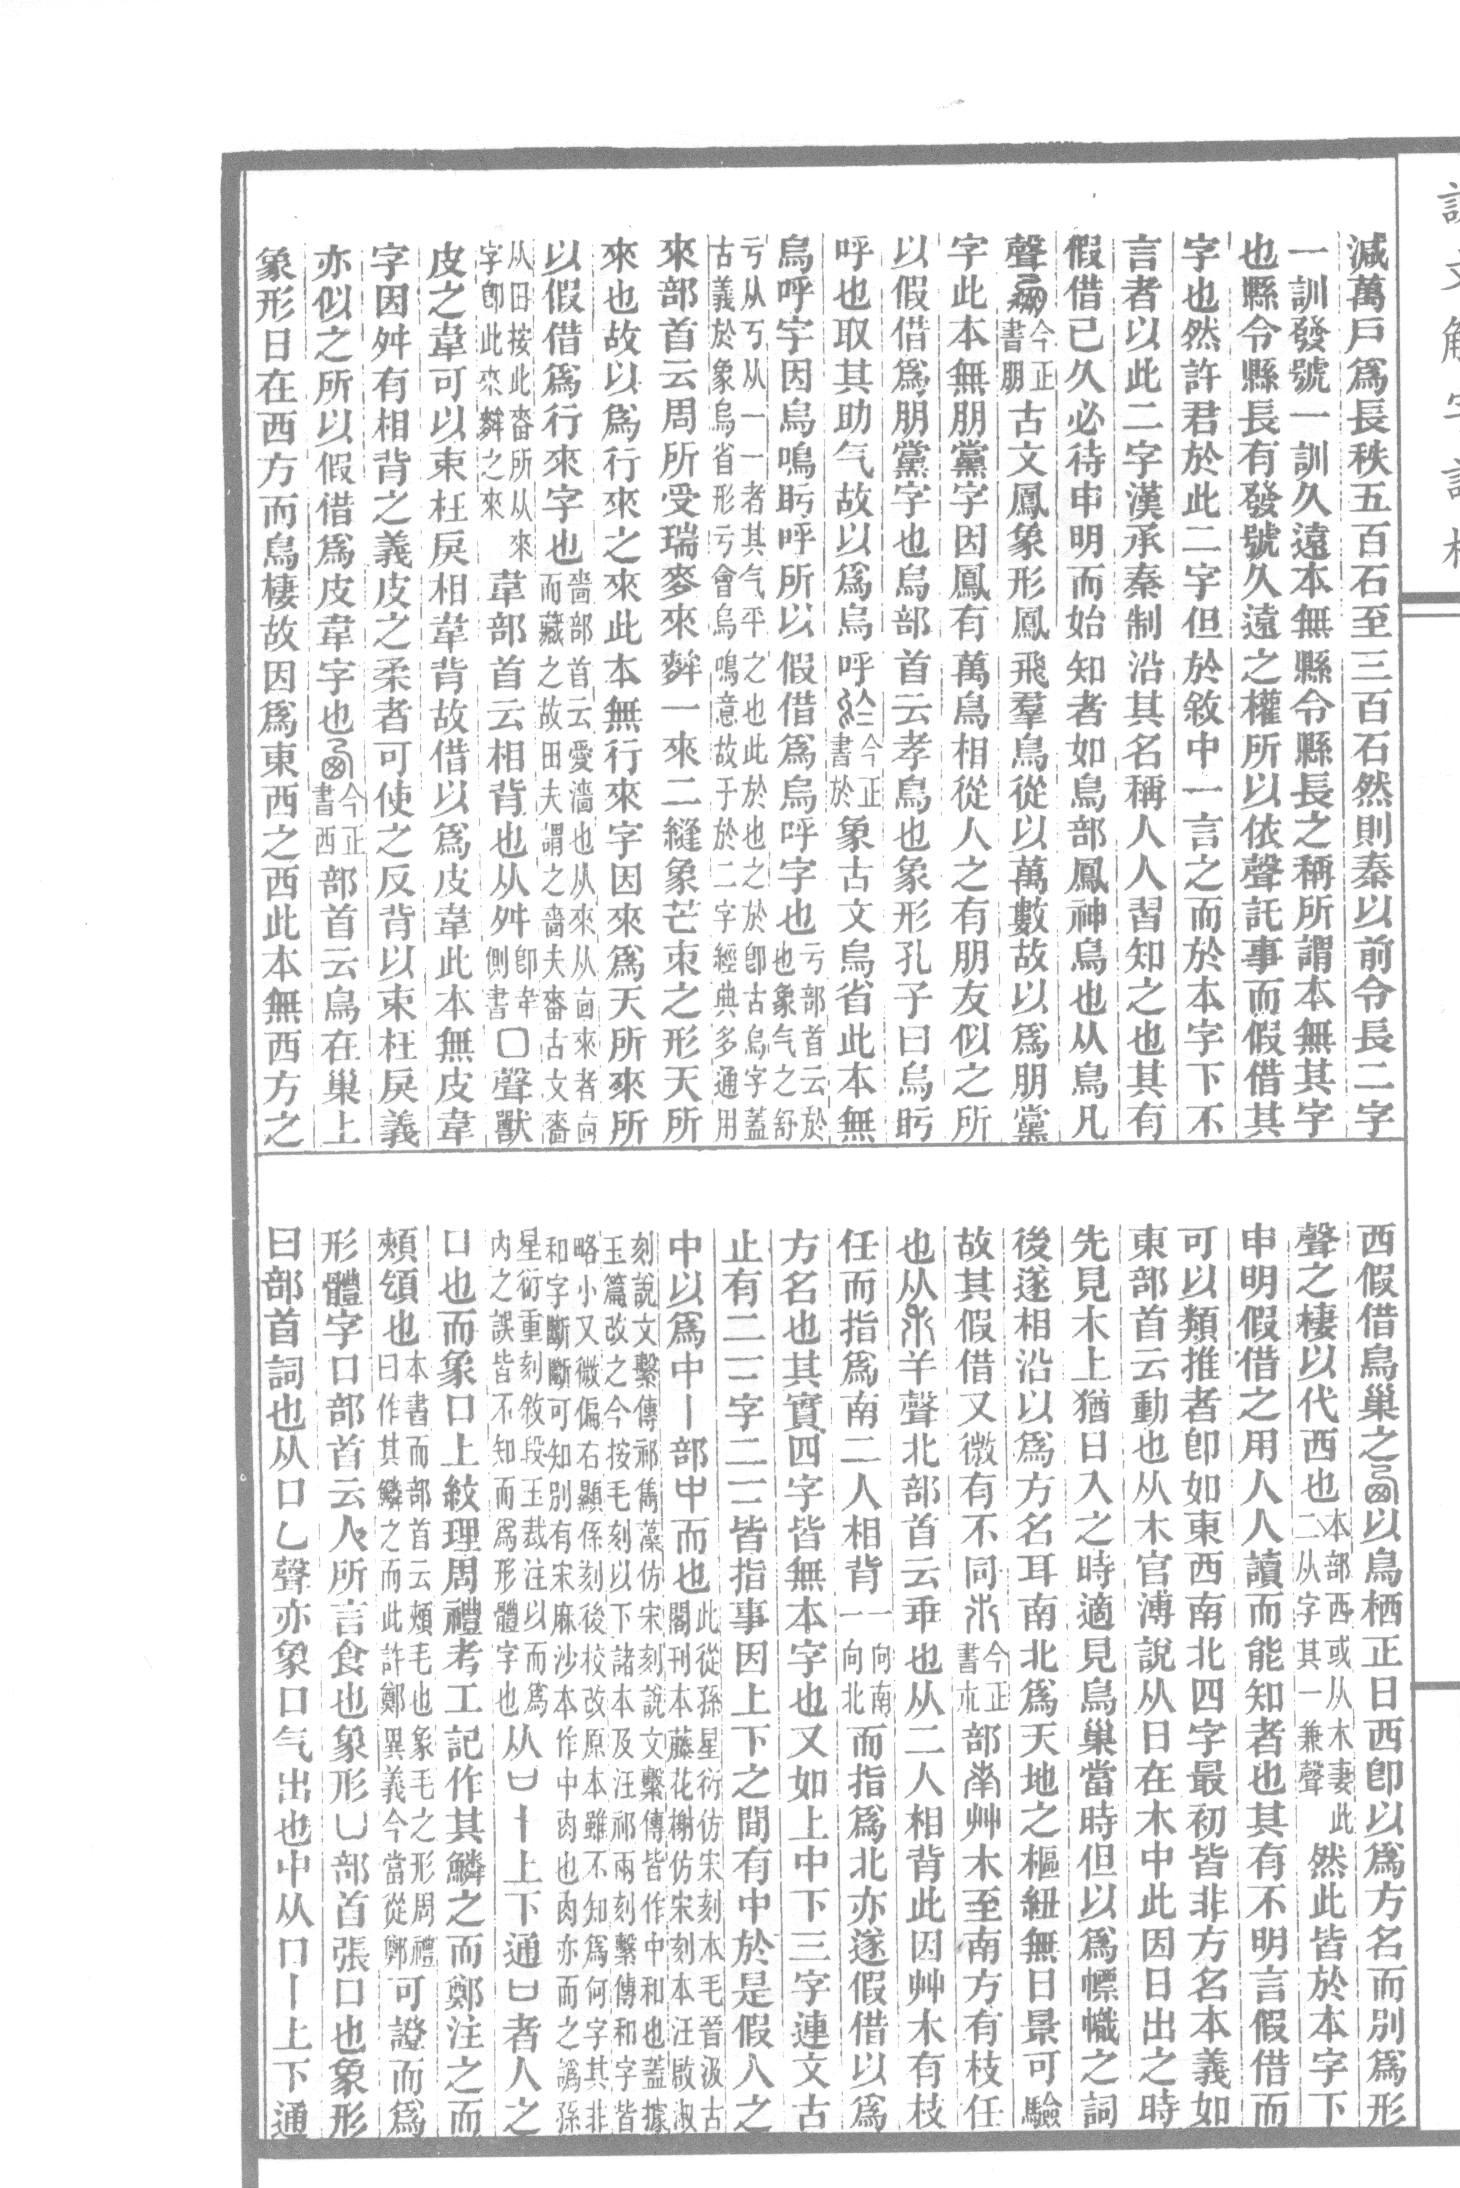 減萬戶爲長秩五百石至三百石然則秦以前令長二字
一訓發號一訓久遠本無縣令縣長之稱所謂本無其字
也縣令縣長有發號久遠之權所以依聲託事而假借其
字也然許君於此二字但於敘中一言之而於本字下不
言者以此二字漢承秦制沿其名稱人人習知之也其有
假借已久必待申明而始知者如鳥部鳳神鳥也从鳥凡
聲今正書朋古文鳳象形鳳飛羣鳥從以萬數故以爲朋黨
字此本無朋黨字因鳳有萬鳥相從人之有朋友似之所
以假借爲朋黨字也烏部首云孝鳥也象形孔子曰烏盱
呼也取其助气故以爲烏呼今正書於象古文烏省此本無
烏呼字因烏鳴盱呼所以假借爲烏呼字也亏部首云於也象气之舒
亏从丂从一一者其气平之也此於也之於卽古烏字蓋
古義於象烏省形亏會烏鳴意故于於二字經典多通用
來部首云周所受瑞麥來麰一來二縫象芒朿之形天所
來也故以爲行來之來此本無行來字因來爲天所來所
以假借爲行來字也嗇部首云愛濇也从來从㐭來者㐭而藏之故田夫謂之嗇夫畨古文嗇
从田按此畨所从來字卽此來麰之來韋部首云相背也从舛卽韋側書囗聲獸
皮之韋可以束枉戾相韋背故借以爲皮韋此本無皮韋
字因舛有相背之義皮之柔者可使之反背以束枉戾義
亦似之所以假借爲皮韋字也今正書西部首云鳥在巢上
象形日在西方而鳥棲故因爲東西之西此本無西方之
西假借鳥巢之以鳥栖正日西卽以爲方名而別爲形
聲之棲以代西也本部西或从木妻此二从字其一兼聲然此皆於本字下
申明假借之用人人讀而能知者也其有不明言假借而
可以類推者卽如東西南北四字最初皆非方名本義如
東部首云動也从木官溥說从日在木中此因日出之時
先見木上猶日入之時適見鳥巢當時但以爲幖幟之詞
後遂相沿以爲方名耳南北爲天地之樞紐無日景可驗
故其假借又微有不同今正書𣎵部南艸木至南方有枝任
也从𣎵𢆉聲北部首云乖也从二人相背此因艸木有枝
任而指爲南二人相背一向南一向北而指爲北亦遂假借以爲
方名也其實四字皆無本字也又如上中下三字連文古
止有二二字二二皆指事因上下之間有中於是假人之
中以爲中丨部中而也此從孫星衍仿宋刻本毛晉汲古閣刊本藤花榭仿宋刻本汪啟淑
刻說文繫傳祁雋藻仿宋刻說文繫傳皆作中和也蓋據
玉篇改之今按毛刻以下諸本及汪祁兩刻繫傳和字皆
略小又微偏右顯係刻後校改原本雖不知爲何字其非
和字斷斷可知別有宋麻沙本作中肉也肉亦而之譌孫
星衍重刻敘段玉裁注以而爲
內之誤皆不知而爲形體字也从凵丨上下通凵者人之
口也而象口上紋理周禮考工記作其鱗之而鄭注之而
頰頌也本書而部首云頰毛也象毛之形周禮曰作其鱗之而此許鄭異義今當從鄭可證而爲
形體字口部首云人所言食也象形凵部首張口也象形
曰部首詞也从口乚聲亦象口气出也中从口丨上下通